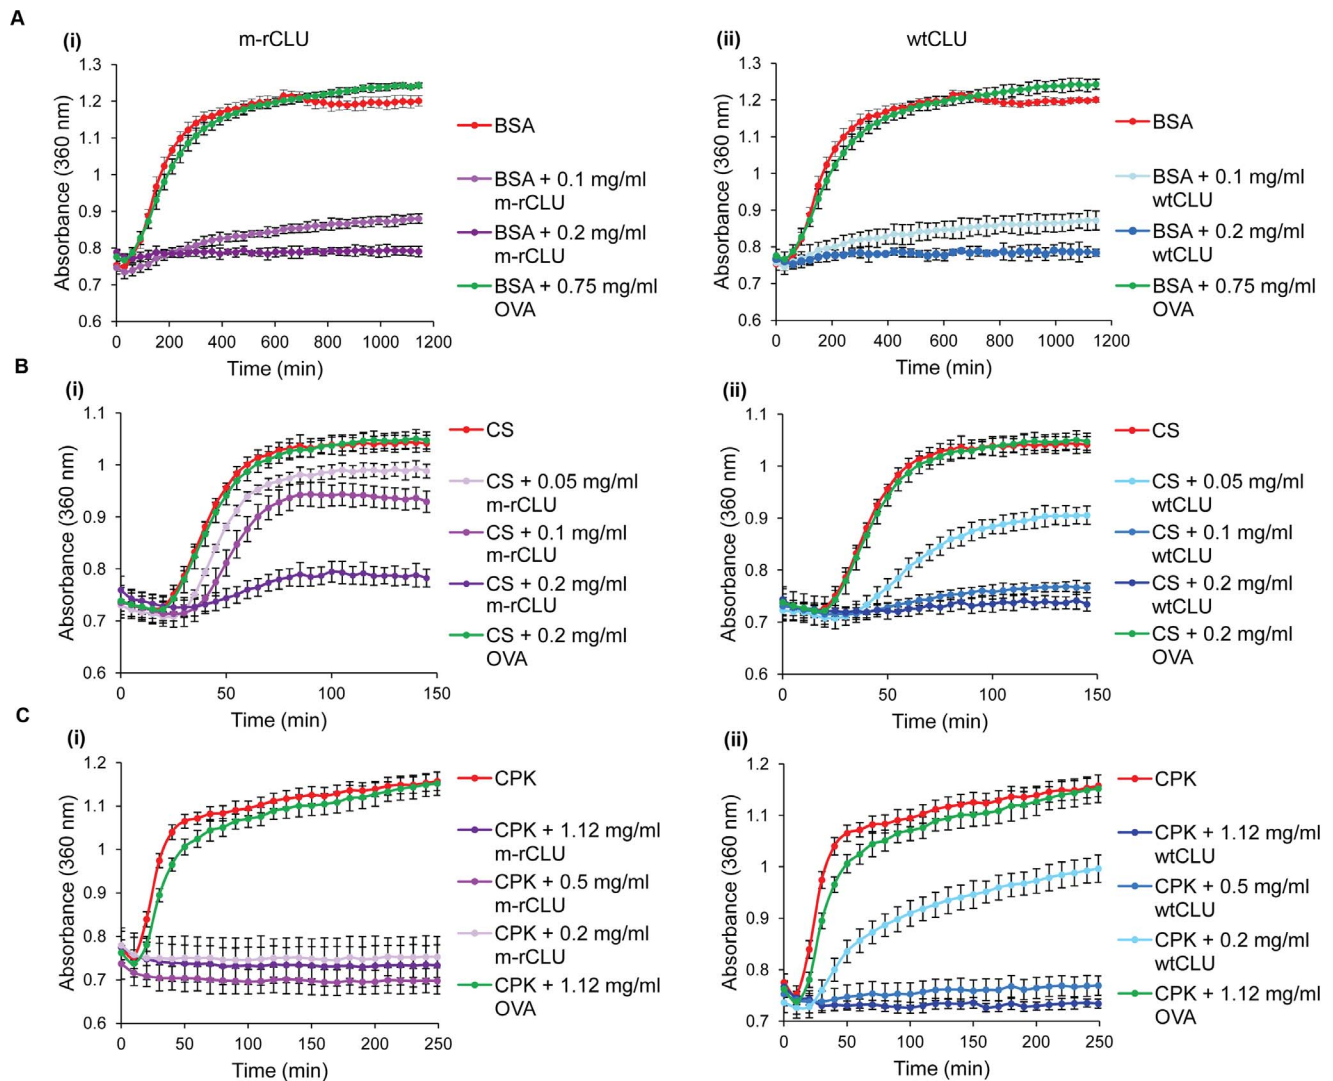 A
(i)
m-rCLU
1.3
1.2
1.1
1
0.9
0.8
0.7
0.6
Absorbance (360 nm)
0
200
400
600
800
1000
1200
Time (min)
BSA
BSA + 0.1 mg/ml
m-rCLU
BSA + 0.2 mg/ml
m-rCLU
BSA + 0.75 mg/ml
OVA
(ii)
wtCLU
1.3
1.2
1.1
1
0.9
0.8
0.7
0.6
Absorbance (360 nm)
0
200
400
600
800
1000
1200
Time (min)
BSA
BSA + 0.1 mg/ml
wtCLU
BSA + 0.2 mg/ml
wtCLU
BSA + 0.75 mg/ml
OVA
B
(i)
1.1
1
0.9
0.8
0.7
0.6
Absorbance (360 nm)
0
50
100
150
Time (min)
CS
CS + 0.05 mg/ml
m-rCLU
CS + 0.1 mg/ml
m-rCLU
CS + 0.2 mg/ml
m-rCLU
CS + 0.2 mg/ml
OVA
(ii)
1.1
1
0.9
0.8
0.7
0.6
Absorbance (360 nm)
0
50
100
150
Time (min)
CS
CS + 0.05 mg/ml
wtCLU
CS + 0.1 mg/ml
wtCLU
CS + 0.2 mg/ml
wtCLU
CS + 0.2 mg/ml
OVA
C
(i)
1.2
1.1
1
0.9
0.8
0.7
0.6
Absorbance (360 nm)
0
50
100
150
200
250
Time (min)
CPK
CPK + 1.12 mg/ml
m-rCLU
CPK + 0.5 mg/ml
m-rCLU
CPK + 0.2 mg/ml
m-rCLU
CPK + 1.12 mg/ml
OVA
(ii)
1.2
1.1
1
0.9
0.8
0.7
Absorbance (360 nm)
0
50
100
150
200
250
Time (min)
CPK
CPK + 1.12 mg/ml
wtCLU
CPK + 0.5 mg/ml
wtCLU
CPK + 0.2 mg/ml
wtCLU
CPK + 1.12 mg/ml
OVA